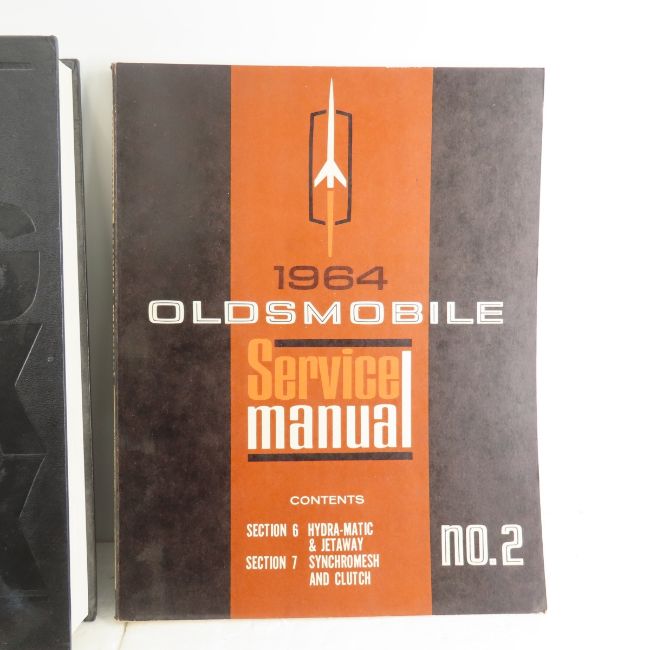 1964
OLDSMOBILE
Service
manual
CONTENTS
SECTION 6 HYDRA-MATIC
& JETAWAY
SECTION 7 SYNCHROMESH
AND CLUTCH
no.2